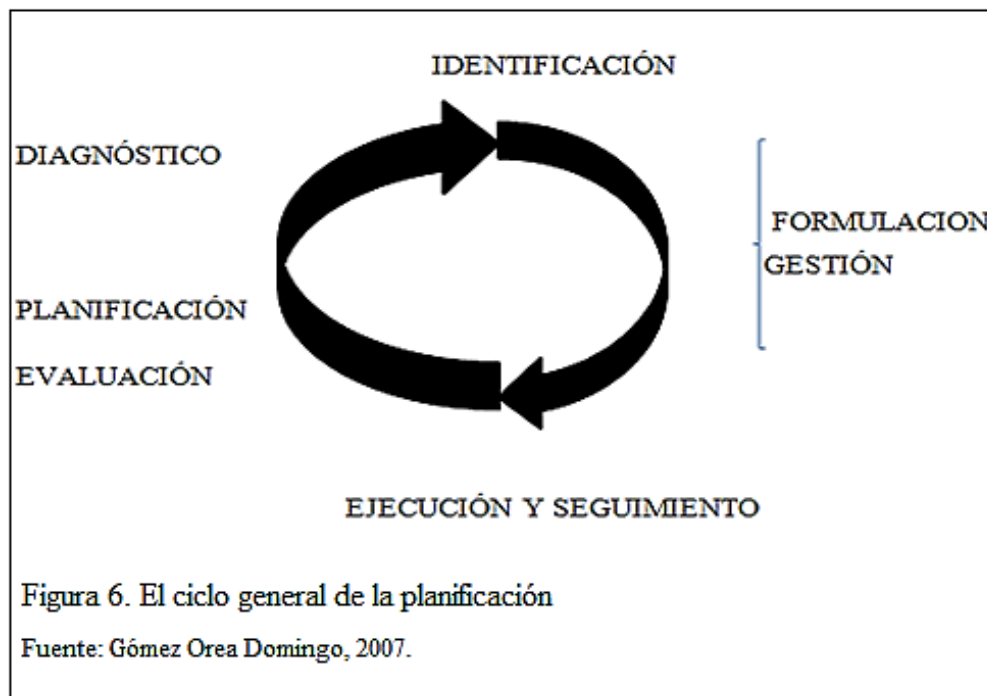 IDENTIFICACIÓN
DIAGNÓSTICO
FORMULACION
GESTIÓN
PLANIFICACIÓN
EVALUACIÓN
EJECUCIÓN Y SEGUIMIENTO
Figura 6. El ciclo general de la planificación
Fuente: Gómez Orea Domingo, 2007.